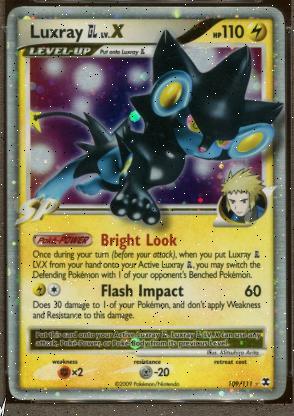 Luxray GL LV.X HP 110
LEVEL-UP Put onto Luxray GL
SP
Poké-POWER Bright Look
Once during your turn (before your attack), when you put Luxray GL
LV.X from your hand onto your Active Luxray GL, you may switch the
Defending Pokémon with 1 of your opponent's Benched Pokémon.
Flash Impact 60
Does 30 damage to 1 of your Pokémon, and don't apply Weakness
and Resistance to this damage.
Put this card onto your Active Luxray GL. Luxray GL LV.X can use any
attack, Poké-Power, or Poké-Body from its previous Level.
Illus. Mitsuhiro Arita
weakness resistance retreat cost
×2 -20
©2009 Pokémon/Nintendo 109/111